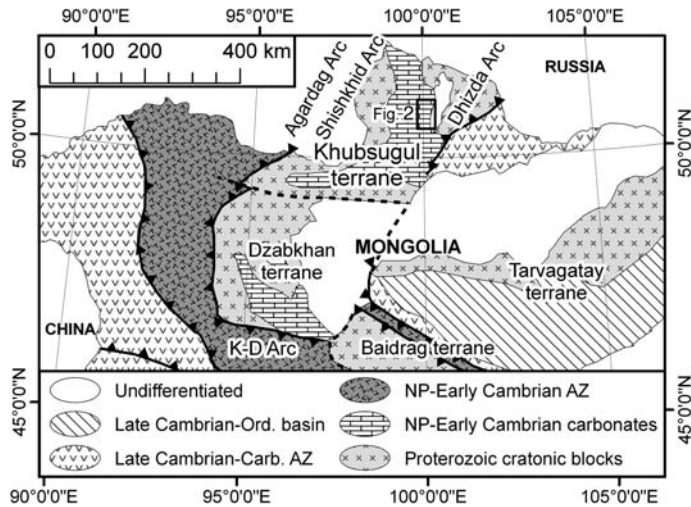 90°0'0"E
95°0'0"E
100°0'0"E
105°0'0"E
0 100 200 400 km
RUSSIA
Agardag Arc
Shishkhid Arc
Dhizda Arc
Fig-2
50°0'0"N
50°0'0"N
Khubsugul
terrane
Dzabkhan
terrane
MONGOLIA
Tarvagatay
terrane
CHINA
K-D Arc
Baidrag terrane
Undifferentiated
NP-Early Cambrian AZ
Late Cambrian-Ord. basin
NP-Early Cambrian carbonates
Late Cambrian-Carb. AZ
Proterozoic cratonic blocks
45°0'0"N
45°0'0"N
90°0'0"E
95°0'0"E
100°0'0"E
105°0'0"E